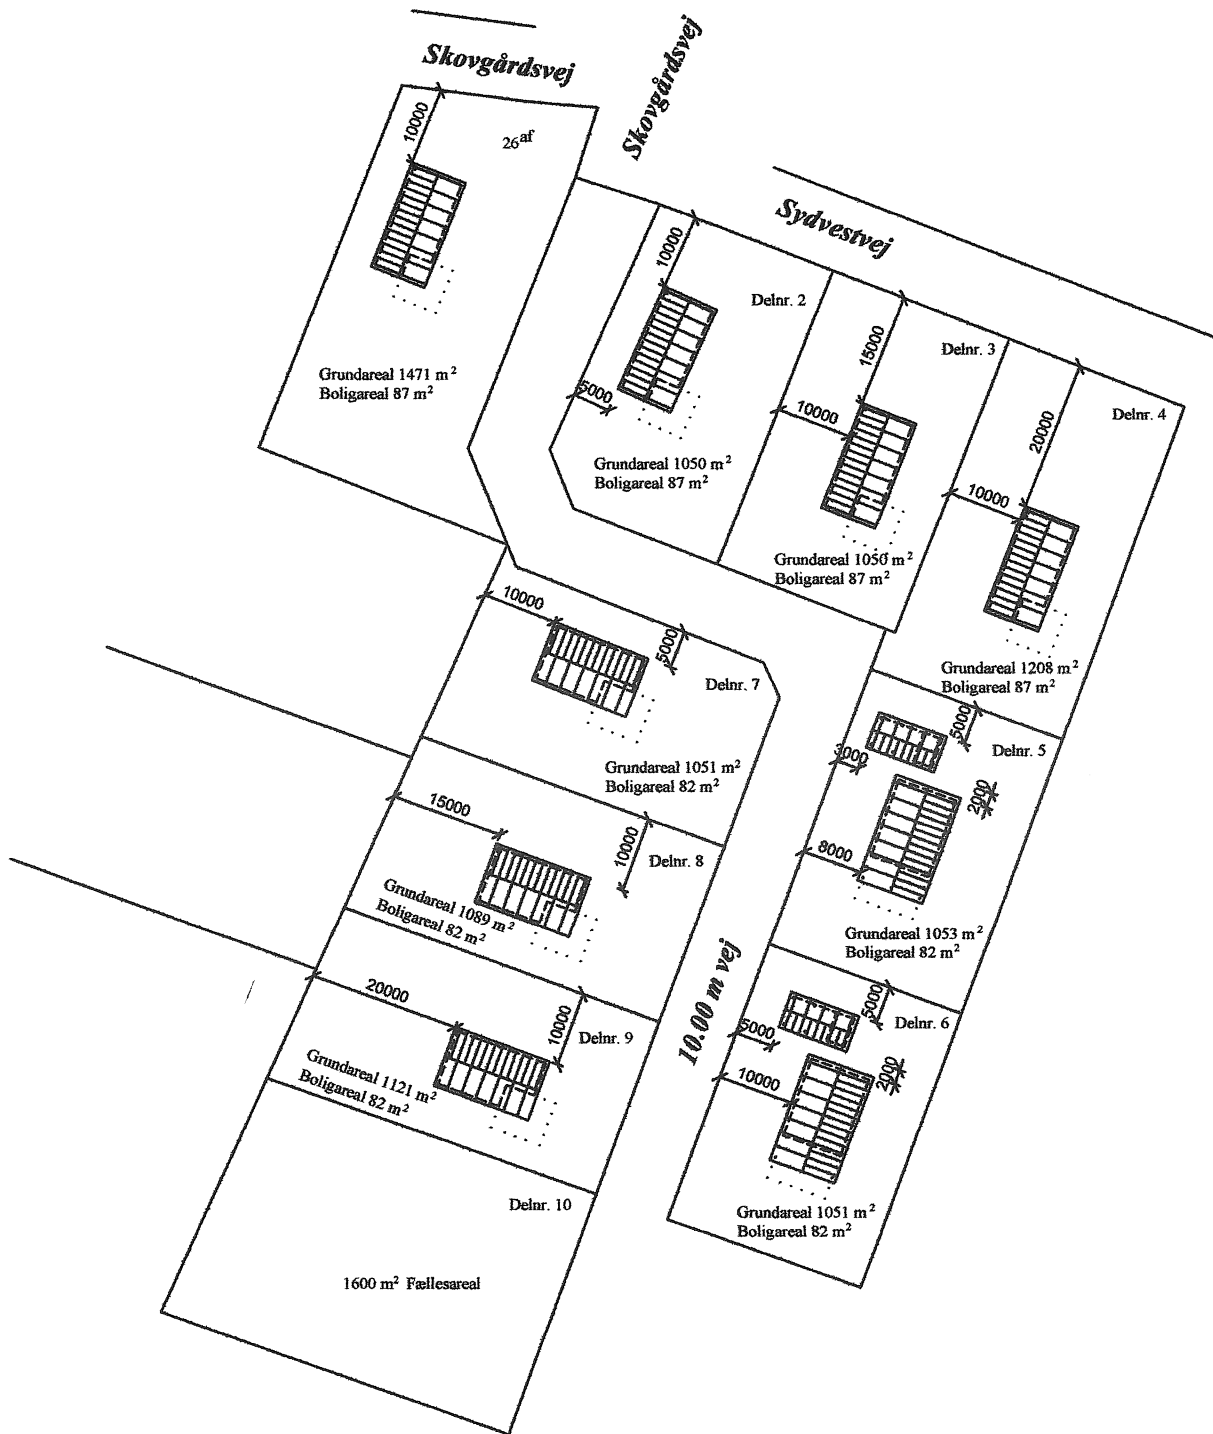 Skovgårdsvej
Skovgårdsvej
Sydvestvej
10000
26af
Grundareal 1471 m²
Boligareal 87 m²
10000
Delnr. 2
5000
Grundareal 1050 m²
Boligareal 87 m²
15000
Delnr. 3
10000
Grundareal 1050 m²
Boligareal 87 m²
20000
Delnr. 4
10000
Grundareal 1208 m²
Boligareal 87 m²
10000
5000
Delnr. 7
Grundareal 1051 m²
Boligareal 82 m²
5000
3000
Delnr. 5
2000
8000
Grundareal 1053 m²
Boligareal 82 m²
15000
10000
Delnr. 8
Grundareal 1089 m²
Boligareal 82 m²
10.00 m vej
5000
5000
Delnr. 6
2000
10000
Grundareal 1051 m²
Boligareal 82 m²
20000
10000
Delnr. 9
Grundareal 1121 m²
Boligareal 82 m²
Delnr. 10
1600 m² Fællesareal